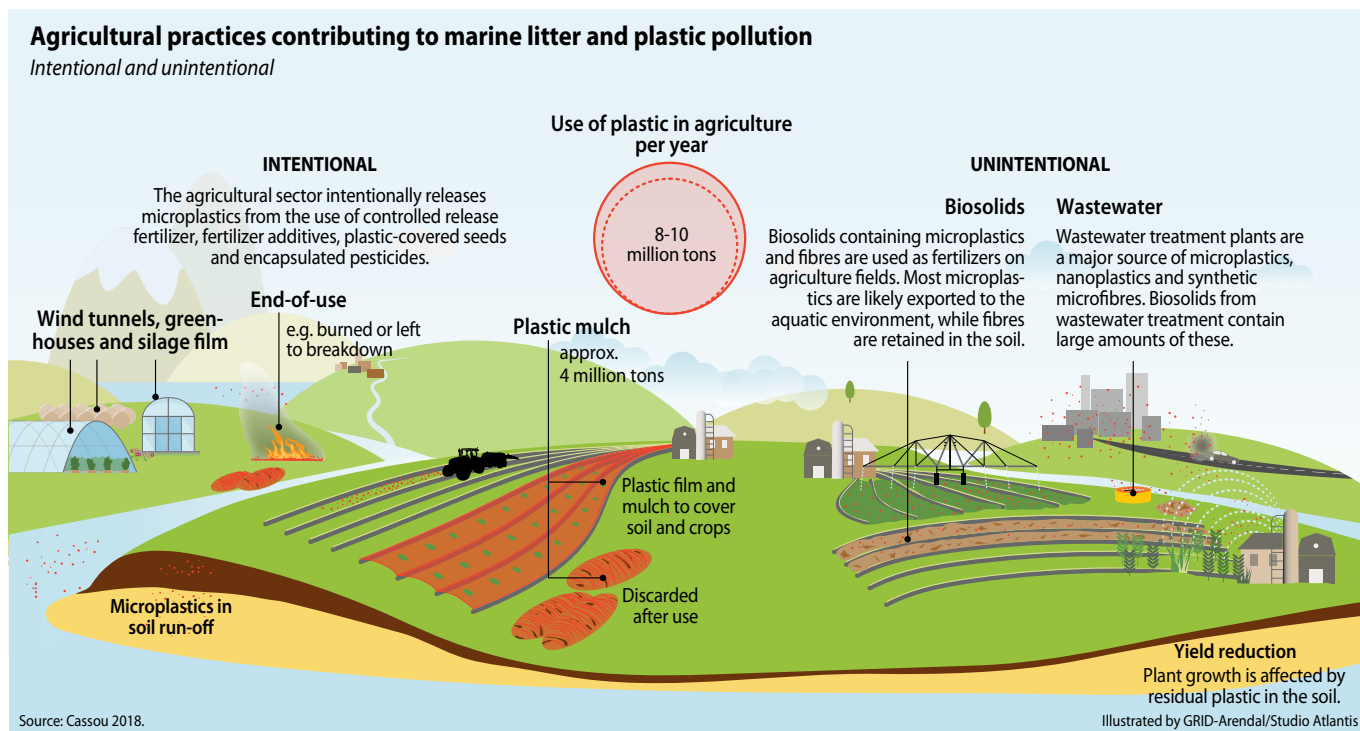 Agricultural practices contributing to marine litter and plastic pollution
Intentional and unintentional
Use of plastic in agriculture
per year
8-10
million tons
INTENTIONAL
The agricultural sector intentionally releases
microplastics from the use of controlled release
fertilizer, fertilizer additives, plastic-covered seeds
and encapsulated pesticides.
Wind tunnels, green-
houses and silage film
End-of-use
e.g. burned or left
to breakdown
Plastic mulch
approx.
4 million tons
Plastic film and
mulch to cover
soil and crops
Discarded
after use
Microplastics in
soil run-off
UNINTENTIONAL
Biosolids
Biosolids containing microplastics
and fibres are used as fertilizers on
agriculture fields. Most microplas-
tics are likely exported to the
aquatic environment, while fibres
are retained in the soil.
Wastewater
Wastewater treatment plants are
a major source of microplastics,
nanoplastics and synthetic
microfibres. Biosolids from
wastewater treatment contain
large amounts of these.
Yield reduction
Plant growth is affected by
residual plastic in the soil.
Source: Cassou 2018.
Illustrated by GRID-Arendal/Studio Atlantis